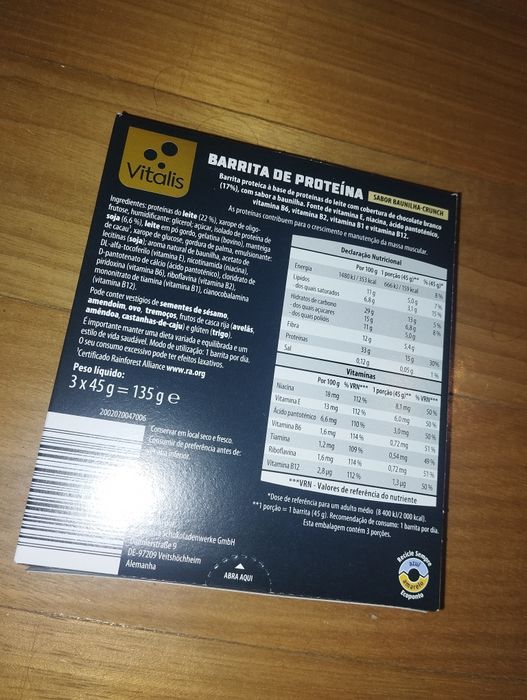 Vitalis
BARRITA DE PROTEÍNA
SABOR BAUNILHA-CRUNCH
Barrita proteica à base de proteínas do leite com cobertura de chocolate branco
(17%), com sabor a baunilha. Fonte de vitamina E, niacina, ácido pantoténico,
vitamina B6, vitamina B2, vitamina B1 e vitamina B12.
As proteínas contribuem para o crescimento e manutenção da massa muscular.
Ingredientes: proteínas do leite (22 %), xarope de oligo-
frutose, humidificante: glicerol; açúcar, isolado de proteína de
soja (6,6 %), leite em pó gordo, gelatina (bovino), manteiga
de cacau¹, xarope de glucose, gordura de palma, emulsionante:
lecitinas (soja); aroma natural de baunilha, acetato de
DL-alfa-tocoferilo (vitamina E), nicotinamida (niacina),
D-pantotenato de cálcio (ácido pantoténico), cloridrato de
piridoxina (vitamina B6), riboflavina (vitamina B2),
mononitrato de tiamina (vitamina B1), cianocobalamina
(vitamina B12).
Pode conter vestígios de sementes de sésamo,
amendoim, ovo, tremoços, frutos de casca rija (avelãs,
amêndoa, castanhas-de-caju) e glúten (trigo).
É importante manter uma dieta variada e equilibrada e um
estilo de vida saudável. Modo de utilização: 1 barrita por dia.
O seu consumo excessivo pode ter efeitos laxativos.
¹Certificado Rainforest Alliance www.ra.org
Peso líquido:
3 x 45 g = 135 g e
2002070047006
Conservar em local seco e fresco.
Consumir de preferência antes de:
inferior.
por:
Schokoladenwerke GmbH
9
DE-97209 Veitshöchheim
Alemanha
ABRA AQUI
Declaração Nutricional
Por 100 g 1 porção (45 g)** % (45 g)*
Energia 1480 kJ / 353 kcal 666 kJ / 159 kcal 8%
Lípidos 11 g 5,0 g 7%
dos quais saturados 6,8 g 3,1 g 15%
Hidratos de carbono 29 g 13 g 5%
dos quais açúcares 15 g 6,8 g 8%
dos quais polióis 11 g 5,0 g
Fibra 12 g 5,4 g
Proteínas 33 g 15 g 30%
Sal 0,12 g 0,05 g 1%
Vitaminas
Por 100 g % VRN*** 1 porção (45 g)** % VRN***
Niacina 18 mg 112 % 8,1 mg 50 %
Vitamina E 13 mg 112 % 6,0 mg 50 %
Ácido pantoténico 6,6 mg 110 % 3,0 mg 50 %
Vitamina B6 1,6 mg 114 % 0,72 mg 51 %
Tiamina 1,2 mg 109 % 0,54 mg 49 %
Riboflavina 1,6 mg 114 % 0,72 mg 51 %
Vitamina B12 2,8 µg 112 % 1,3 µg 50 %
***VRN - Valores de referência do nutriente
*Dose de referência para um adulto médio (8 400 kJ/2 000 kcal).
**1 porção = 1 barrita (45 g). Recomendação de consumo: 1 barrita por dia.
Esta embalagem contém 3 porções.
Recicle Sempre
azul
amarelo
Ecoponto